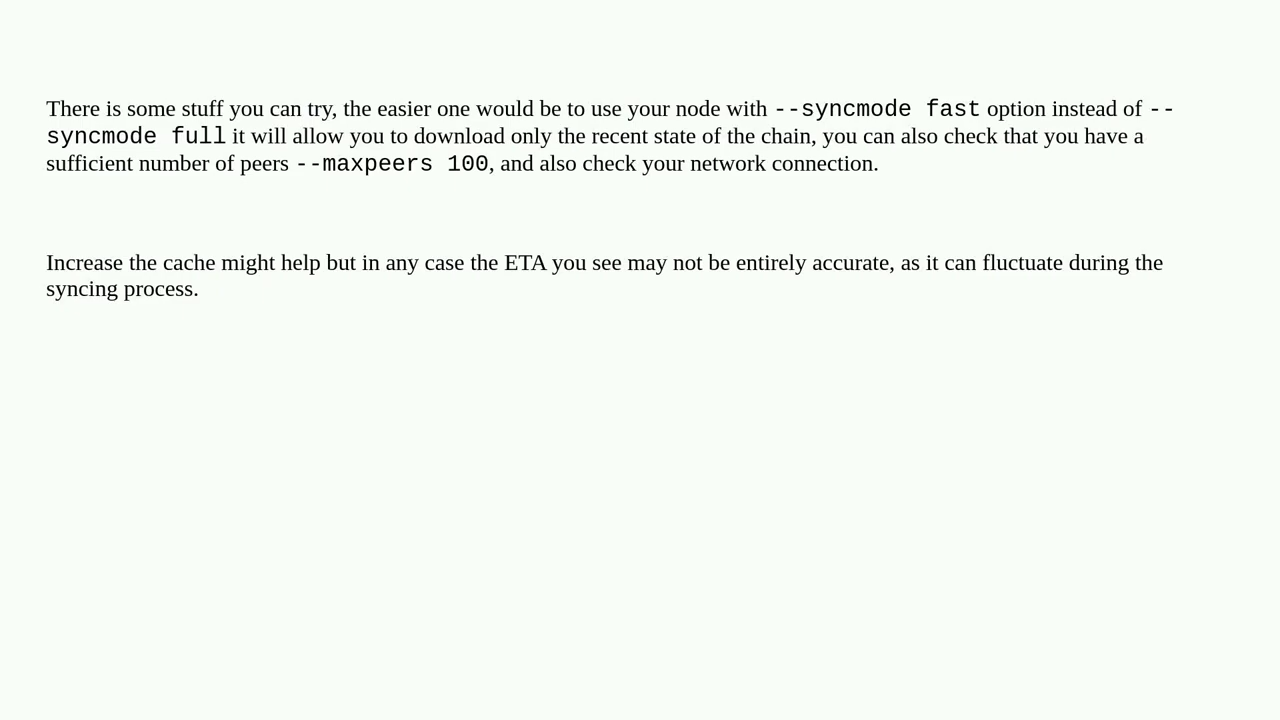 There is some stuff you can try, the easier one would be to use your node with --syncmode fast option instead of --
syncmode full it will allow you to download only the recent state of the chain, you can also check that you have a
sufficient number of peers --maxpeers 100, and also check your network connection.
Increase the cache might help but in any case the ETA you see may not be entirely accurate, as it can fluctuate during the
syncing process.